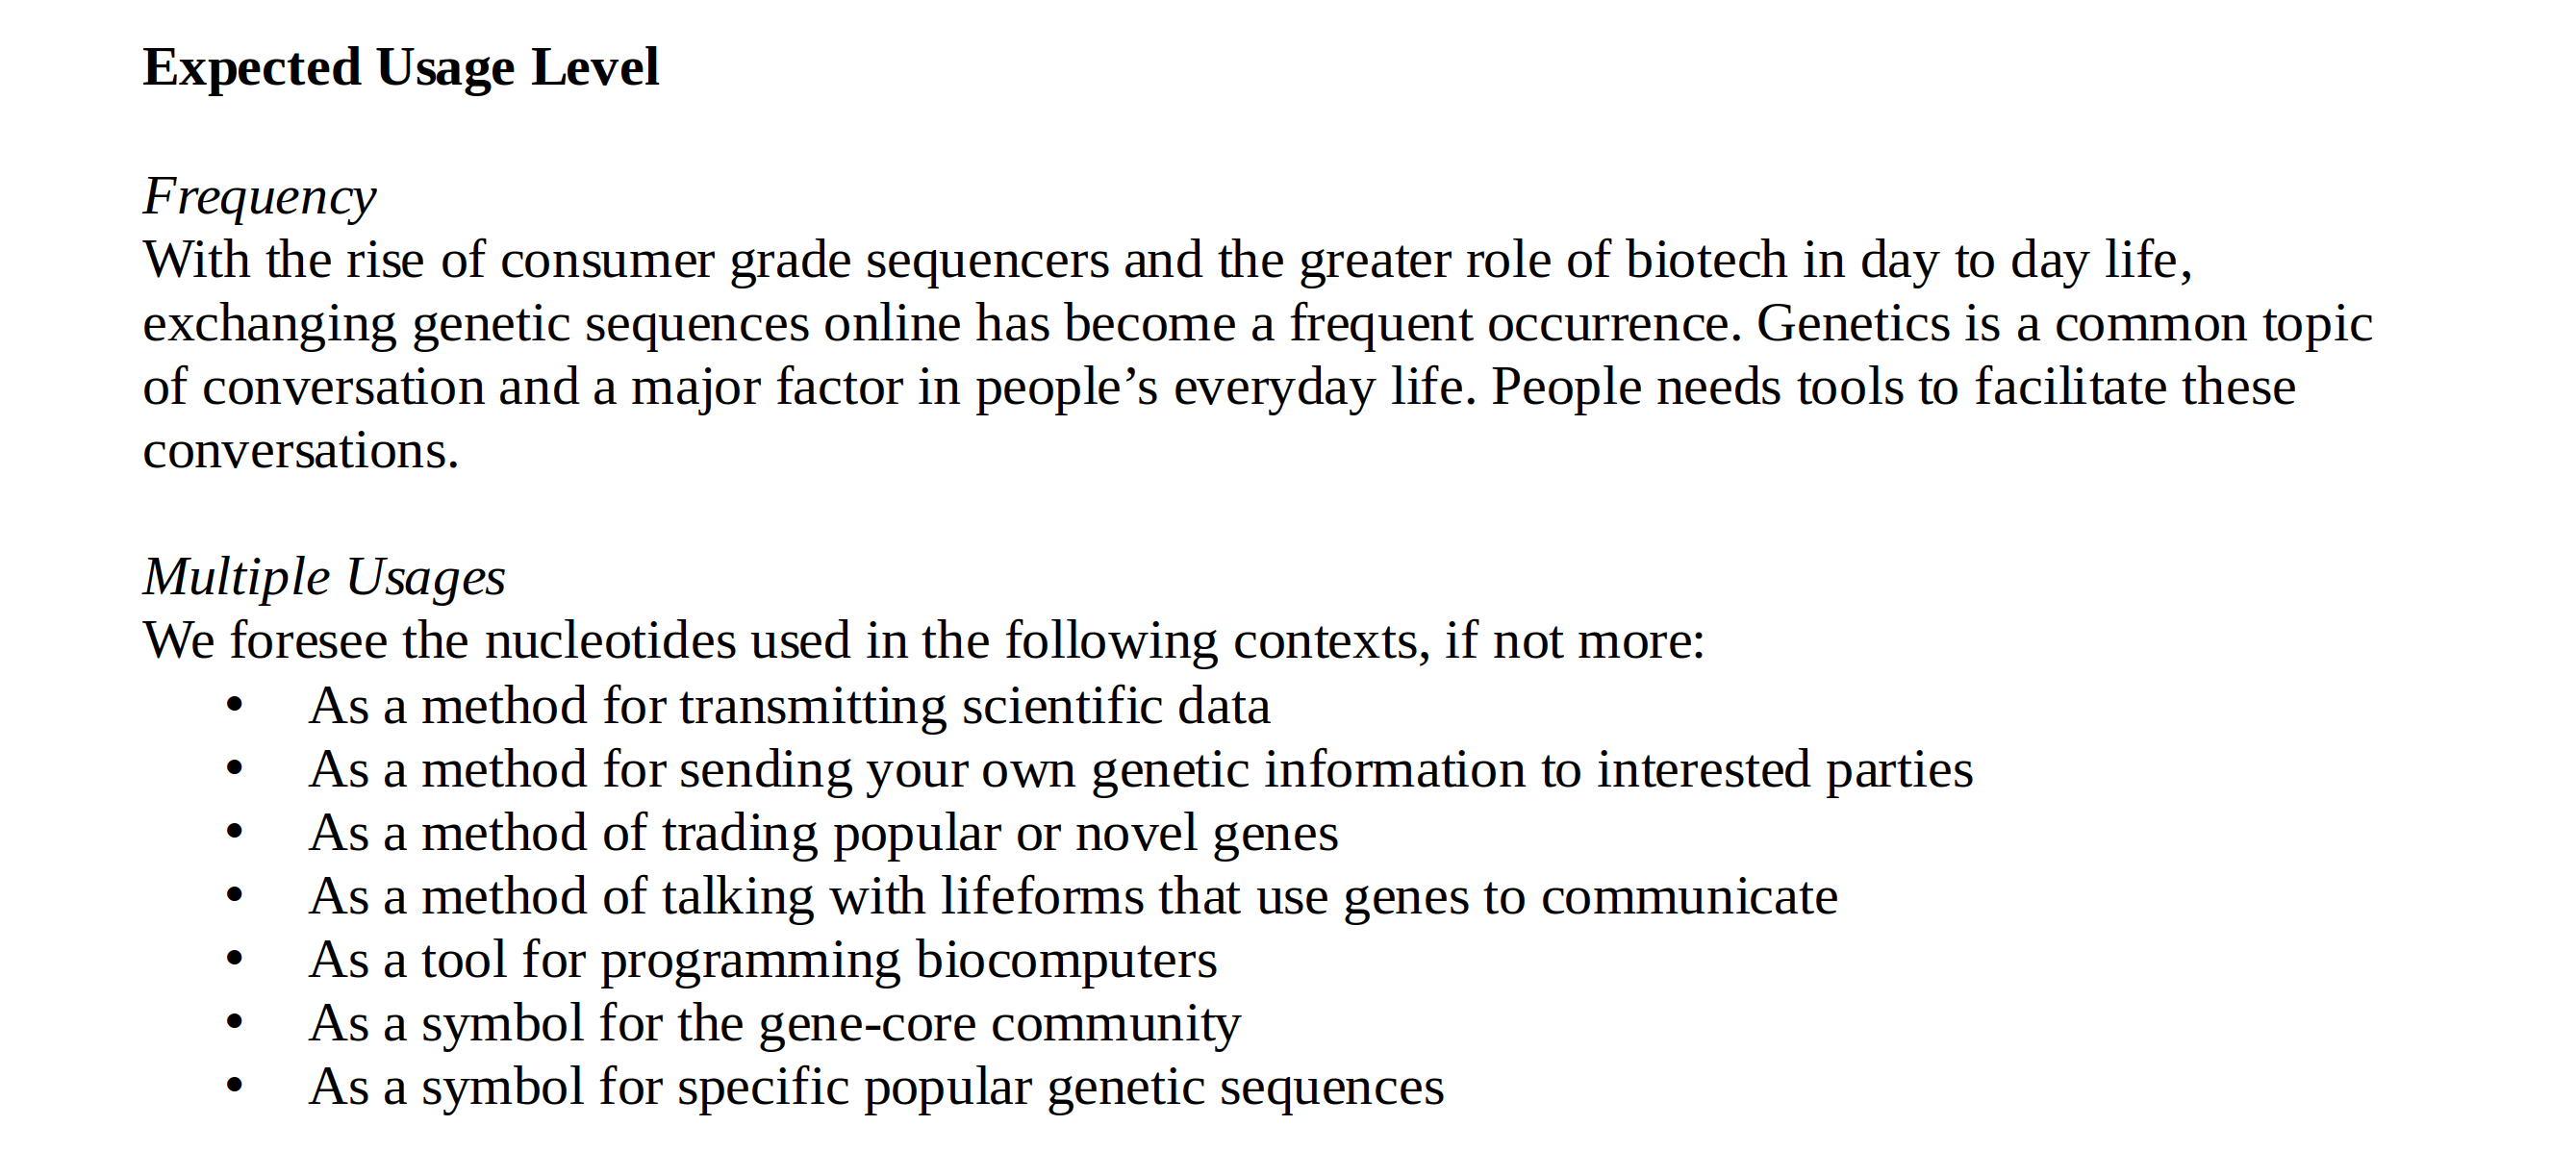 Expected Usage Level
Frequency
With the rise of consumer grade sequencers and the greater role of biotech in day to day life,
exchanging genetic sequences online has become a frequent occurrence. Genetics is a common topic
of conversation and a major factor in people’s everyday life. People needs tools to facilitate these
conversations.
Multiple Usages
We foresee the nucleotides used in the following contexts, if not more:
• As a method for transmitting scientific data
• As a method for sending your own genetic information to interested parties
• As a method of trading popular or novel genes
• As a method of talking with lifeforms that use genes to communicate
• As a tool for programming biocomputers
• As a symbol for the gene-core community
• As a symbol for specific popular genetic sequences